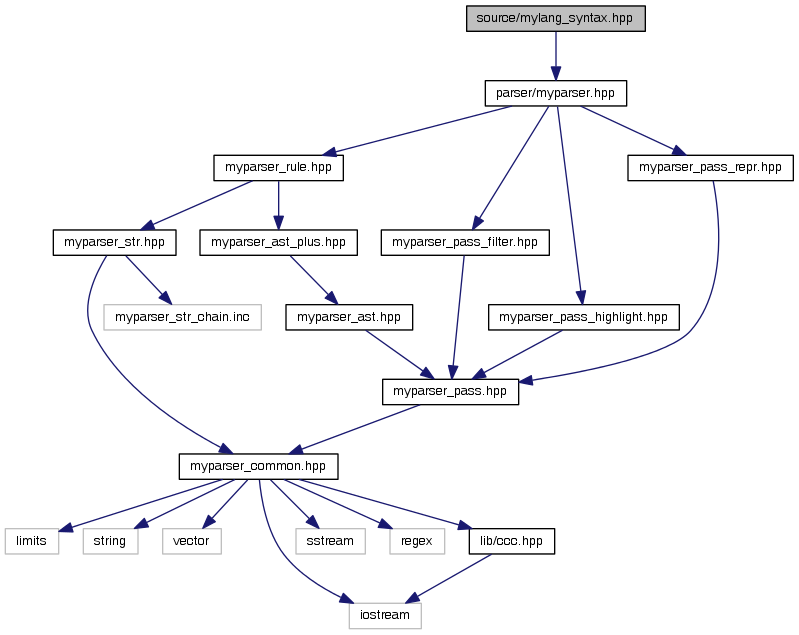 source/mylang_syntax.hpp
parser/myparser.hpp
myparser_rule.hpp
myparser_pass_repr.hpp
myparser_str.hpp
myparser_ast_plus.hpp
myparser_pass_filter.hpp
myparser_str_chain.inc
myparser_ast.hpp
myparser_pass_highlight.hpp
myparser_pass.hpp
myparser_common.hpp
limits
string
vector
sstream
regex
lib/ccc.hpp
iostream